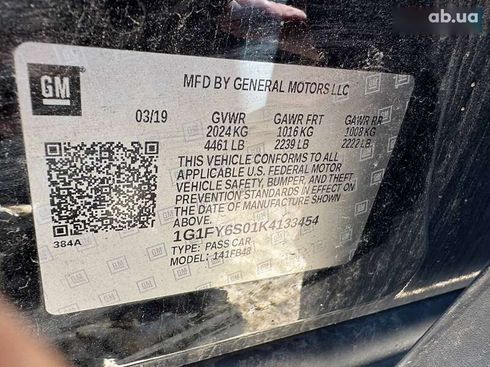 ab.ua
GM
MFD BY GENERAL MOTORS LLC
03/19 GVWR GAWR FRT GAWR RR
2024 KG 1016 KG 1008 KG
4461 LB 2239 LB 2222 LB
THIS VEHICLE CONFORMS TO ALL
APPLICABLE U.S. FEDERAL MOTOR
VEHICLE SAFETY, BUMPER, AND THEFT
PREVENTION STANDARDS IN EFFECT ON
THE DATE OF MANUFACTURE SHOWN
ABOVE.
384A 1G1FY6S01K4133454
TYPE: PASS CAR
MODEL: 141FB48